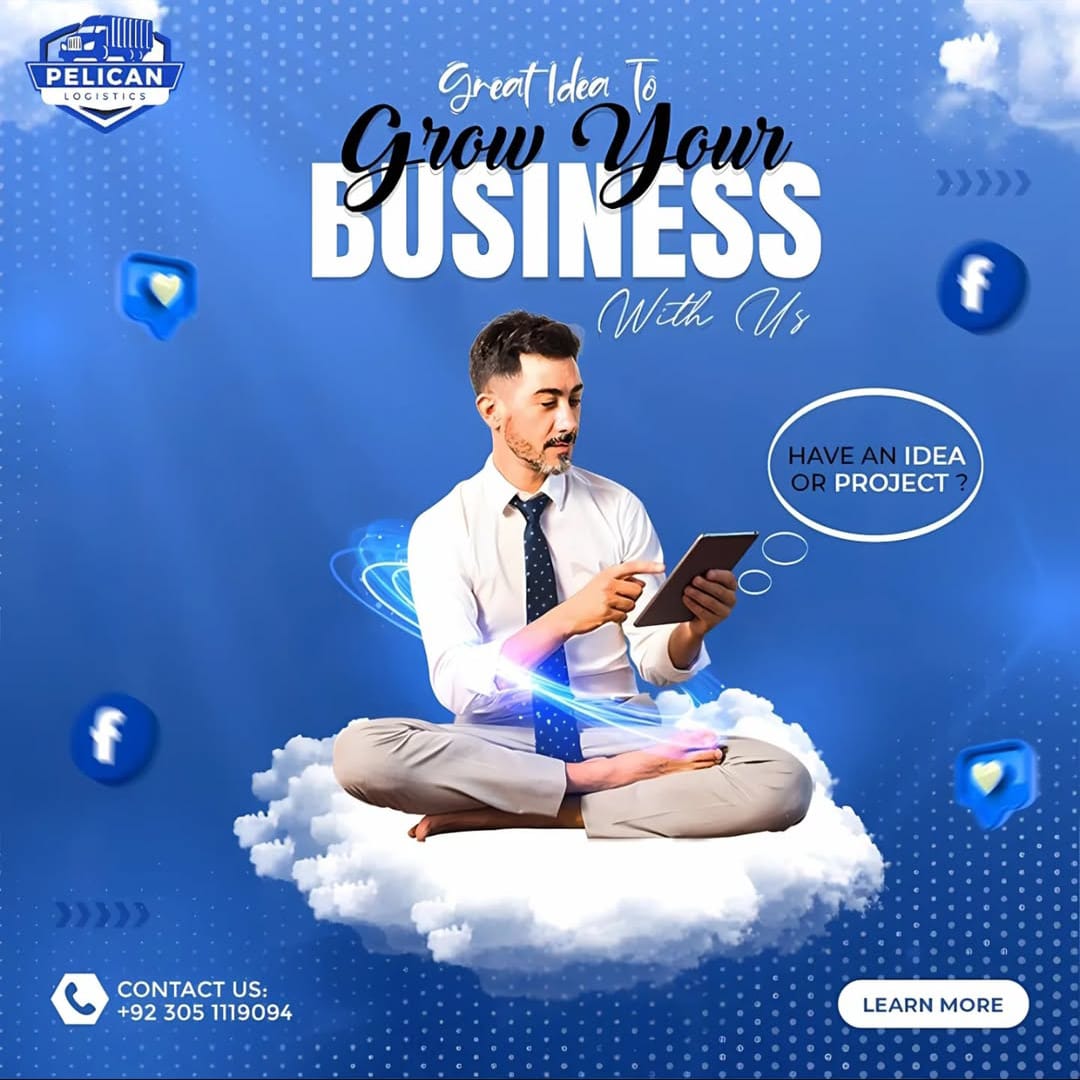 PELICAN
LOGISTICS
Great Idea To
Grow Your
BUSINESS
With Us
HAVE AN IDEA
OR PROJECT ?
CONTACT US:
+92 305 1119094
LEARN MORE